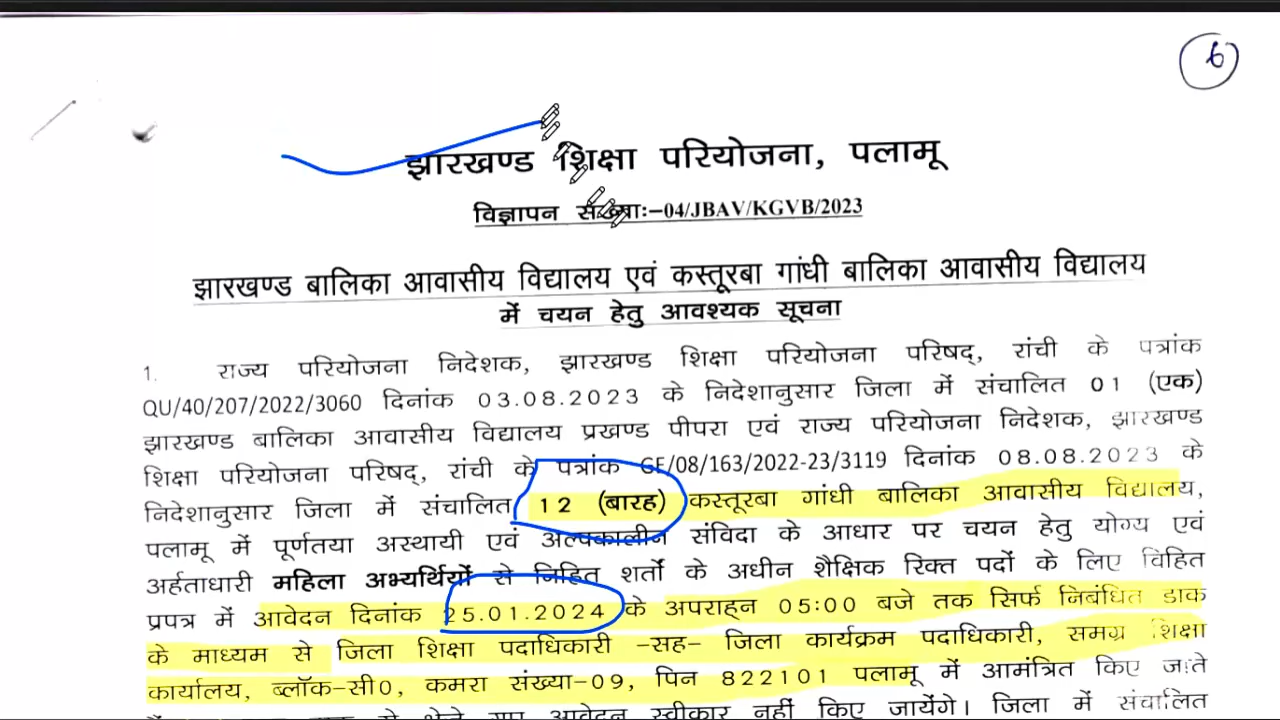 6
झारखण्ड शिक्षा परियोजना, पलामू
विज्ञापन संख्याः-04/JBAV/KGVB/2023
झारखण्ड बालिका आवासीय विद्यालय एवं कस्तूरबा गांधी बालिका आवासीय विद्यालय
में चयन हेतु आवश्यक सूचना
1. राज्य परियोजना निदेशक, झारखण्ड शिक्षा परियोजना परिषद्, रांची के पत्रांक
QU/40/207/2022/3060 दिनांक 03.08.2023 के निदेशानुसार जिला में संचालित 01 (एक)
झारखण्ड बालिका आवासीय विद्यालय प्रखण्ड पीपरा एवं राज्य परियोजना निदेशक, झारखण्ड
शिक्षा परियोजना परिषद्, रांची के पत्रांक GF/08/163/2022-23/3119 दिनांक 08.08.2023 के
निदेशानुसार जिला में संचालित 12 (बारह) कस्तूरबा गांधी बालिका आवासीय विद्यालय,
पलामू में पूर्णतया अस्थायी एवं अल्पकालीन संविदा के आधार पर चयन हेतु योग्य एवं
अर्हताधारी महिला अभ्यर्थियों से निहित शर्तों के अधीन शैक्षिक रिक्त पदों के लिए विहित
प्रपत्र में आवेदन दिनांक 25.01.2024 के अपराह्न 05:00 बजे तक सिर्फ निबंधित डाक
के माध्यम से जिला शिक्षा पदाधिकारी -सह- जिला कार्यक्रम पदाधिकारी, समग्र शिक्षा
कार्यालय, ब्लॉक-सी0, कमरा संख्या-09, पिन 822101 पलामू में आमंत्रित किए जाते
आवेदन स्वीकार नहीं किए जायेंगे। जिला में संचालित